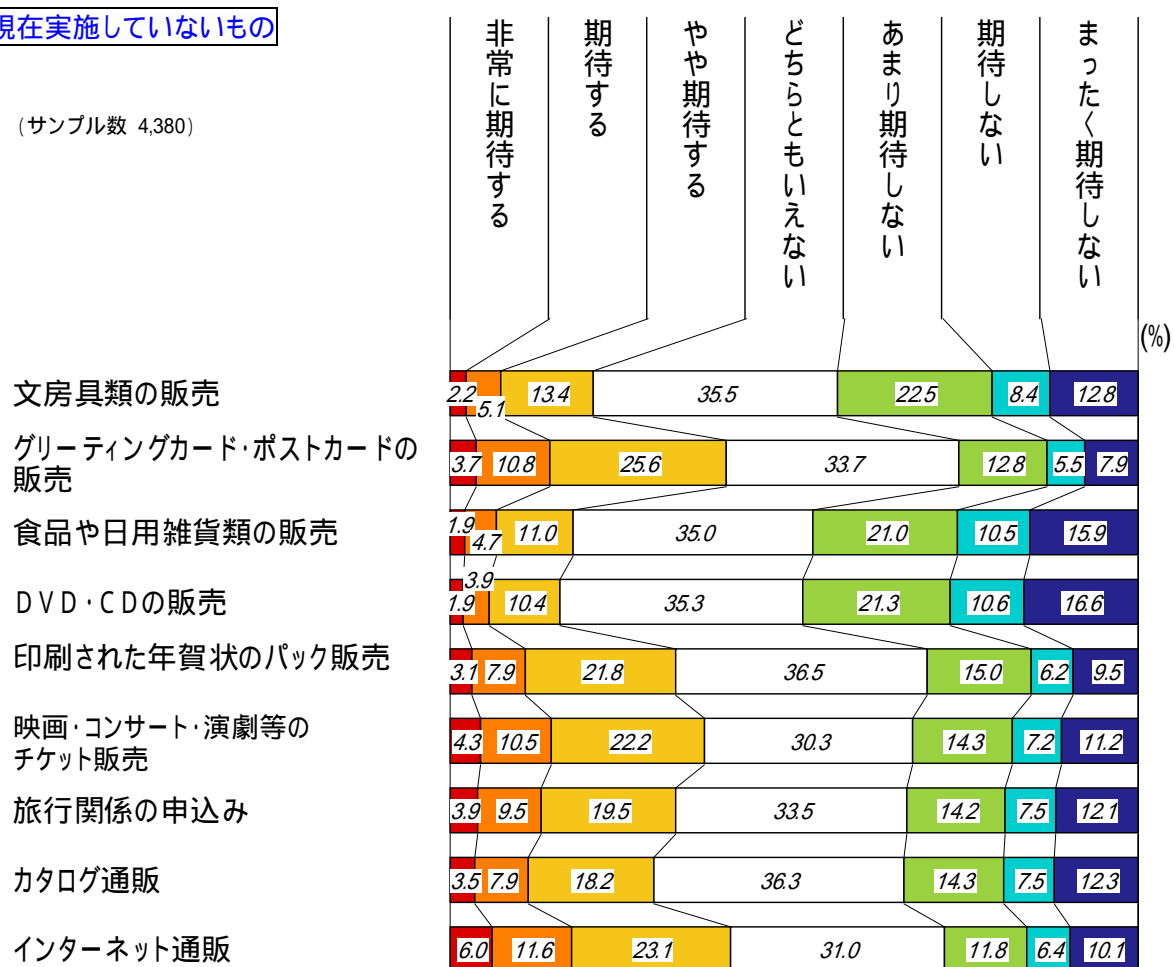 現在実施していないもの
(サンプル数 4,380)
非常に期待する
期待する
やや期待する
どちらともいえない
あまり期待しない
期待しない
まったく期待しない
(%)
文房具類の販売
2.2 5.1 13.4 35.5 22.5 8.4 12.8
グリーティングカード・ポストカードの
販売
3.7 10.8 25.6 33.7 12.8 5.5 7.9
食品や日用雑貨類の販売
1.9 4.7 11.0 35.0 21.0 10.5 15.9
DVD・CDの販売
1.9 3.9 10.4 35.3 21.3 10.6 16.6
印刷された年賀状のパック販売
3.1 7.9 21.8 36.5 15.0 6.2 9.5
映画・コンサート・演劇等の
チケット販売
4.3 10.5 22.2 30.3 14.3 7.2 11.2
旅行関係の申込み
3.9 9.5 19.5 33.5 14.2 7.5 12.1
カタログ通販
3.5 7.9 18.2 36.3 14.3 7.5 12.3
インターネット通販
6.0 11.6 23.1 31.0 11.8 6.4 10.1